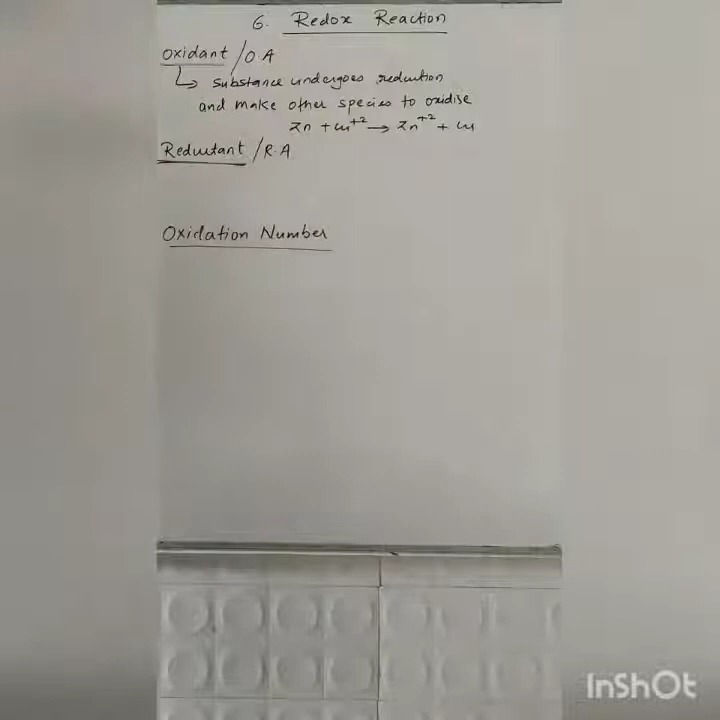 6. Redox Reaction
Oxidant / O A
↳ substance undergoes reduction
and make other species to oxidise
Zn + Cu+2 → Zn+2 + Cu
Reductant / R.A
Oxidation Number
InShOt